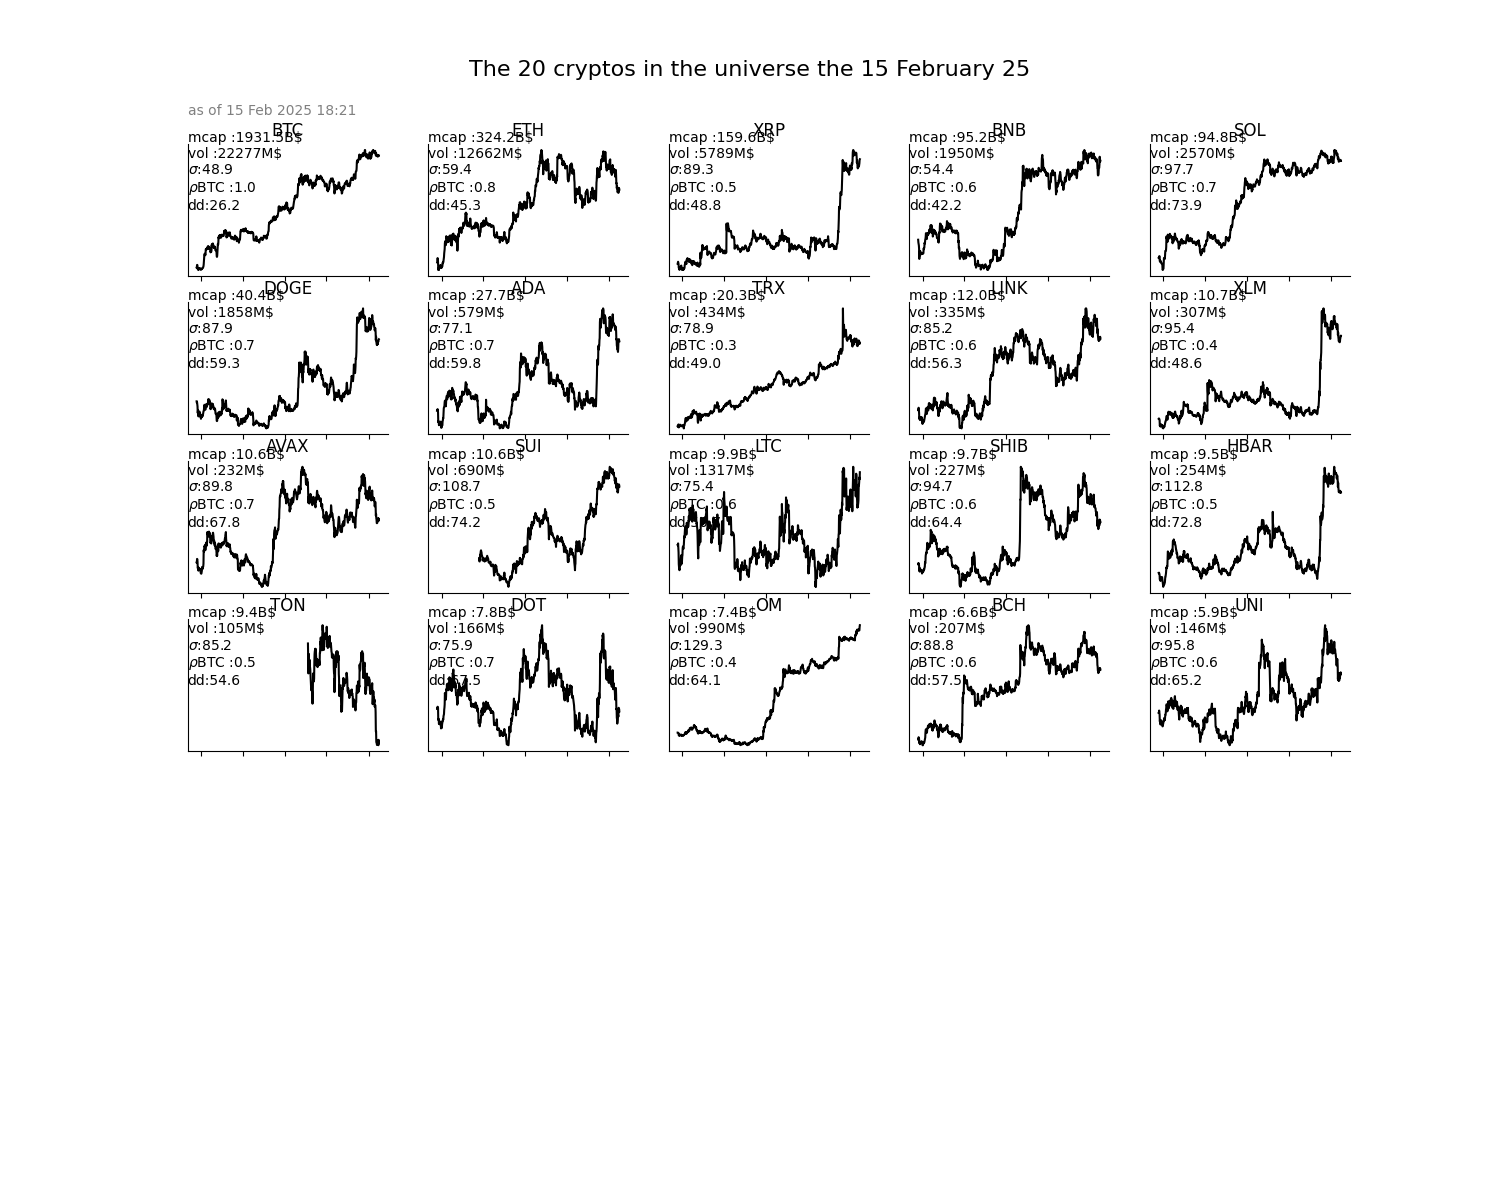 The 20 cryptos in the universe the 15 February 25
as of 15 Feb 2025 18:21
BTC
mcap :1931.5B$
vol :22277M$
σ:48.9
ρBTC :1.0
dd:26.2
ETH
mcap :324.2B$
vol :12662M$
σ:59.4
ρBTC :0.8
dd:45.3
XRP
mcap :159.6B$
vol :5789M$
σ:89.3
ρBTC :0.5
dd:48.8
BNB
mcap :95.2B$
vol :1950M$
σ:54.4
ρBTC :0.6
dd:42.2
SOL
mcap :94.8B$
vol :2570M$
σ:97.7
ρBTC :0.7
dd:73.9
DOGE
mcap :40.4B$
vol :1858M$
σ:87.9
ρBTC :0.7
dd:59.3
ADA
mcap :27.7B$
vol :579M$
σ:77.1
ρBTC :0.7
dd:59.8
TRX
mcap :20.3B$
vol :434M$
σ:78.9
ρBTC :0.3
dd:49.0
LINK
mcap :12.0B$
vol :335M$
σ:85.2
ρBTC :0.6
dd:56.3
XLM
mcap :10.7B$
vol :307M$
σ:95.4
ρBTC :0.4
dd:48.6
AVAX
mcap :10.6B$
vol :232M$
σ:89.8
ρBTC :0.7
dd:67.8
SUI
mcap :10.6B$
vol :690M$
σ:108.7
ρBTC :0.5
dd:74.2
LTC
mcap :9.9B$
vol :1317M$
σ:75.4
ρBTC :0.6
SHIB
mcap :9.7B$
vol :227M$
σ:94.7
ρBTC :0.6
dd:64.4
HBAR
mcap :9.5B$
vol :254M$
σ:112.8
ρBTC :0.5
dd:72.8
TON
mcap :9.4B$
vol :105M$
σ:85.2
ρBTC :0.5
dd:54.6
DOT
mcap :7.8B$
vol :166M$
σ:75.9
ρBTC :0.7
dd:67.5
OM
mcap :7.4B$
vol :990M$
σ:129.3
ρBTC :0.4
dd:64.1
BCH
mcap :6.6B$
vol :207M$
σ:88.8
ρBTC :0.6
dd:57.5
UNI
mcap :5.9B$
vol :146M$
σ:95.8
ρBTC :0.6
dd:65.2